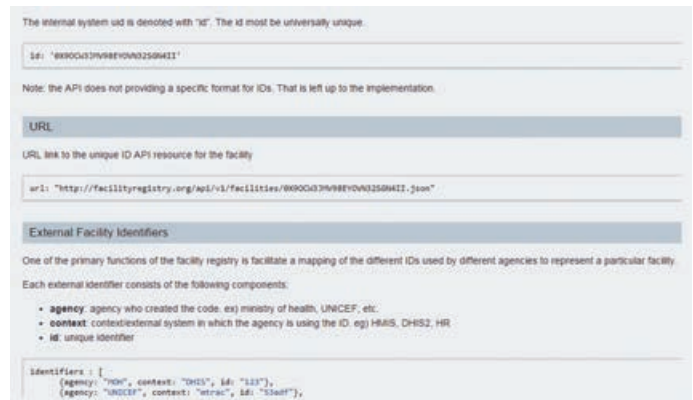 The internal system uid is denoted with "id". The id most be universally unique.
id:
Note: the API does not providing a specific format for IDs. That is left up to the implementation.
URL
URL link to the unique ID API resource for the facility
url: "http://facilityregistry.org/api/v1/facilities/
External Facility Identifiers
One of the primary functions of the facility registry is facilitate a mapping of the different IDs used by different agencies to represent a particular facility.
Each external identifier consists of the following components:
• agency: agency who created the code. ex) ministry of health, UNICEF, etc.
• context: context/external system in which the agency is using the ID. eg) HMIS, DHIS2, HR
• id: unique identifier
identifiers : [
{agency: "MOH", context: "DHIS", id: "123"},
{agency: "UNICEF", context: "mtrac", id: "53adf"},